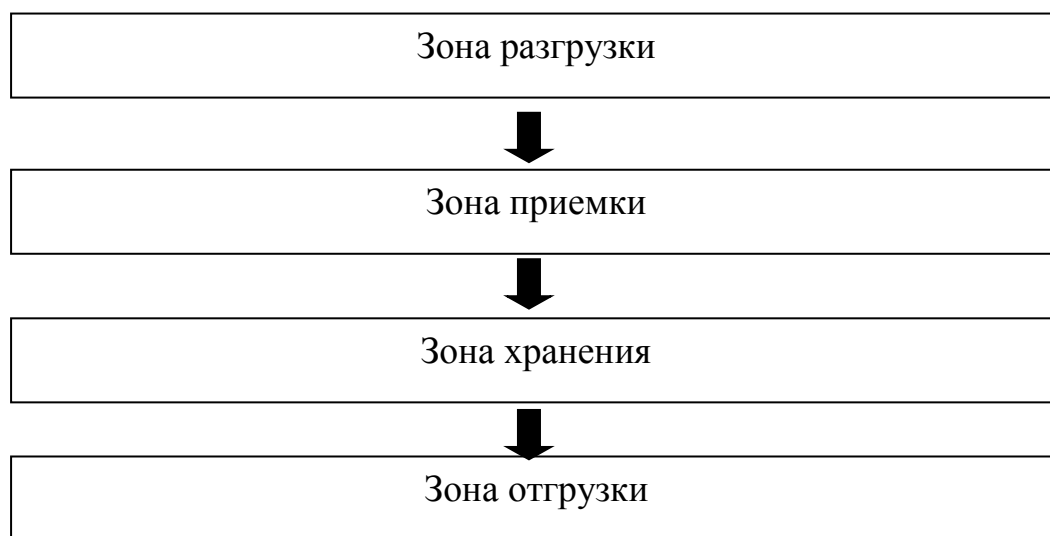 Зона разгрузки
Зона приемки
Зона хранения
Зона отгрузки